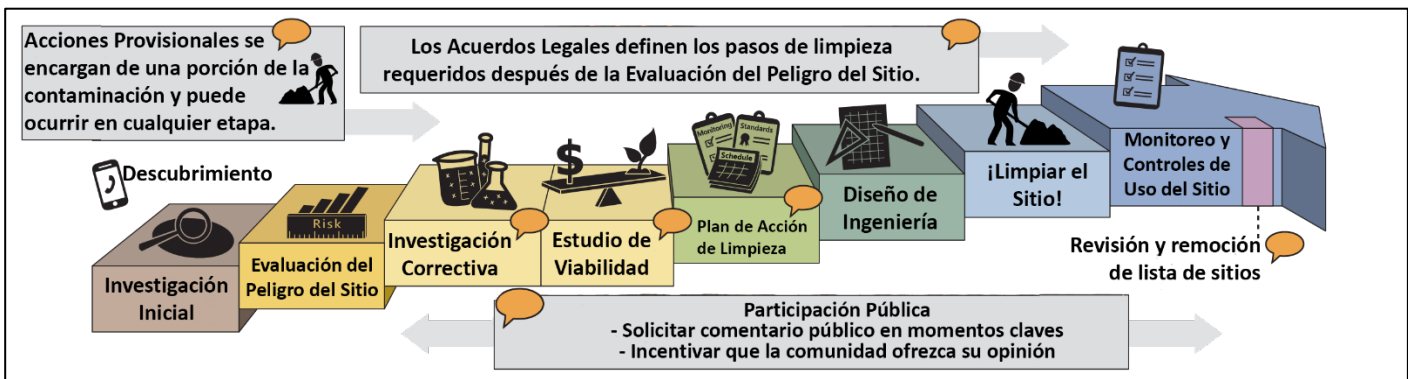 Acciones Provisionales se
encargan de una porción de la
contaminación y puede
ocurrir en cualquier etapa.
Los Acuerdos Legales definen los pasos de limpieza
requeridos después de la Evaluación del Peligro del Sitio.
Descubrimiento
Investigación
Inicial
Risk
Evaluación del
Peligro del Sitio
Investigación
Correctiva
$
Estudio de
Viabilidad
Monitoring
Standards
Schedule
Plan de Acción
de Limpieza
Diseño de
Ingeniería
¡Limpiar el
Sitio!
Monitoreo y
Controles de
Uso del Sitio
Revisión y remoción
de lista de sitios
Participación Pública
- Solicitar comentario público en momentos claves
- Incentivar que la comunidad ofrezca su opinión